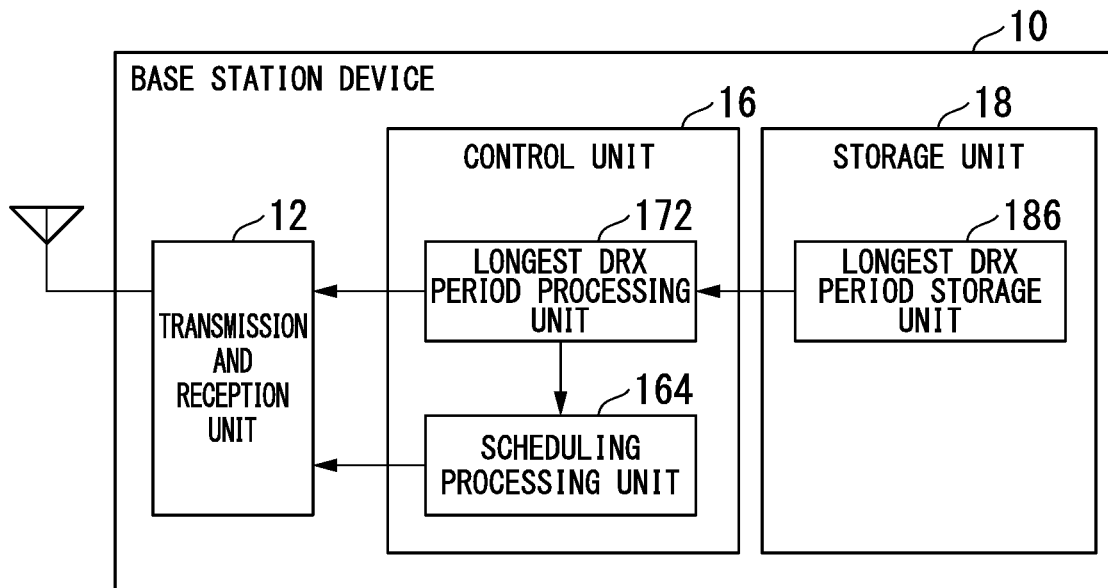 10
BASE STATION DEVICE
16
18
CONTROL UNIT
STORAGE UNIT
12
172
186
LONGEST DRX
PERIOD PROCESSING
UNIT
LONGEST DRX
PERIOD STORAGE
UNIT
TRANSMISSION
AND
RECEPTION
UNIT
164
SCHEDULING
PROCESSING UNIT